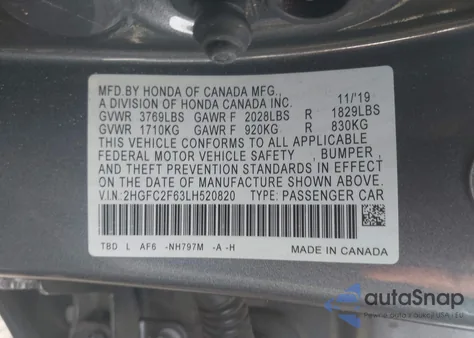 MFD.BY HONDA OF CANADA MFG.,
A DIVISION OF HONDA CANADA INC. 11/'19
GVWR 3769LBS GAWR F 2028LBS R 1829LBS
GVWR 1710KG GAWR F 920KG R 830KG
THIS VEHICLE CONFORMS TO ALL APPLICABLE
FEDERAL MOTOR VEHICLE SAFETY , BUMPER ,
AND THEFT PREVENTION STANDARDS IN EFFECT
ON THE DATE OF MANUFACTURE SHOWN ABOVE.
V.I.N: 2HGFC2F63LH520820 TYPE: PASSENGER CAR
TBD L AF6 -NH797M -A -H MADE IN CANADA
autoSnap